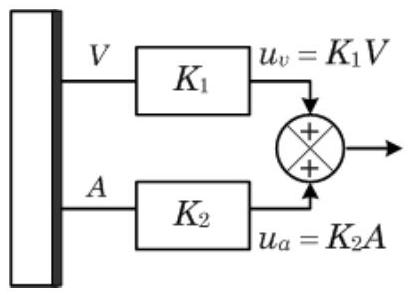 V
K₁
uᵥ = K₁V
+
+
A
K₂
uₐ = K₂A